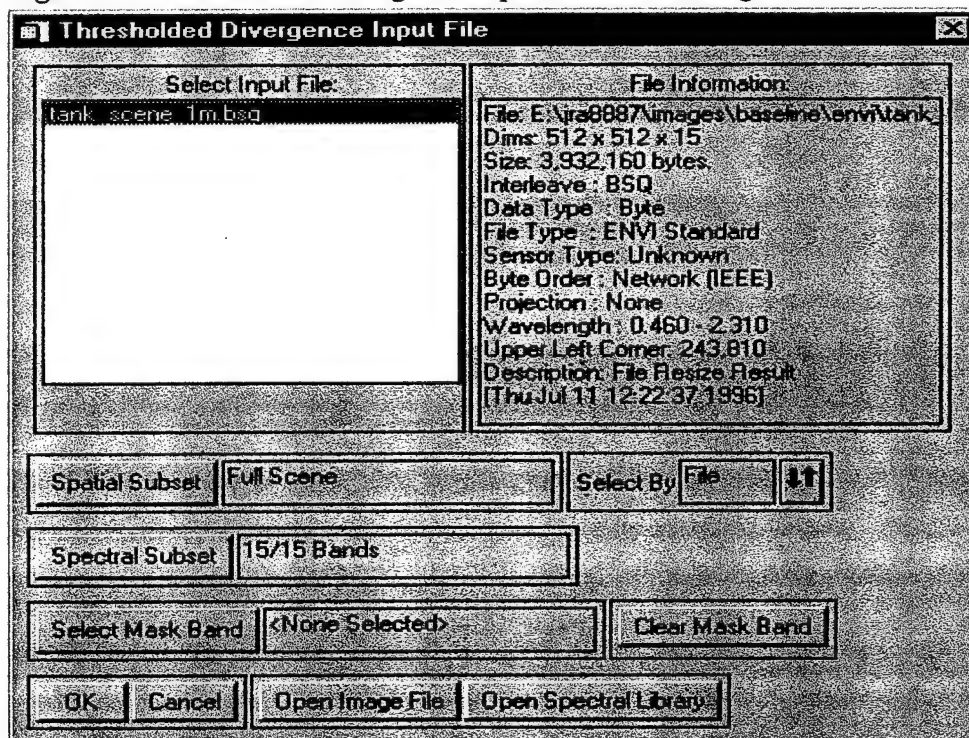 Thresholded Divergence Input File
Select Input File:
tank_scene_1m.bsq
File Information:
File: E:\jra8887\images\baseline\envi\tank_
Dims: 512 x 512 x 15
Size: 3,932,160 bytes.
Interleave : BSQ
Data Type : Byte
File Type : ENVI Standard
Sensor Type: Unknown
Byte Order : Network (IEEE)
Projection : None
Wavelength : 0.460 - 2.310
Upper Left Corner: 243,810
Description: File Resize Result
[Thu Jul 11 12:22:37 1996]
Spatial Subset Full Scene
Select By File
Spectral Subset 15/15 Bands
Select Mask Band <None Selected> Clear Mask Band
OK Cancel Open Image File Open Spectral Library